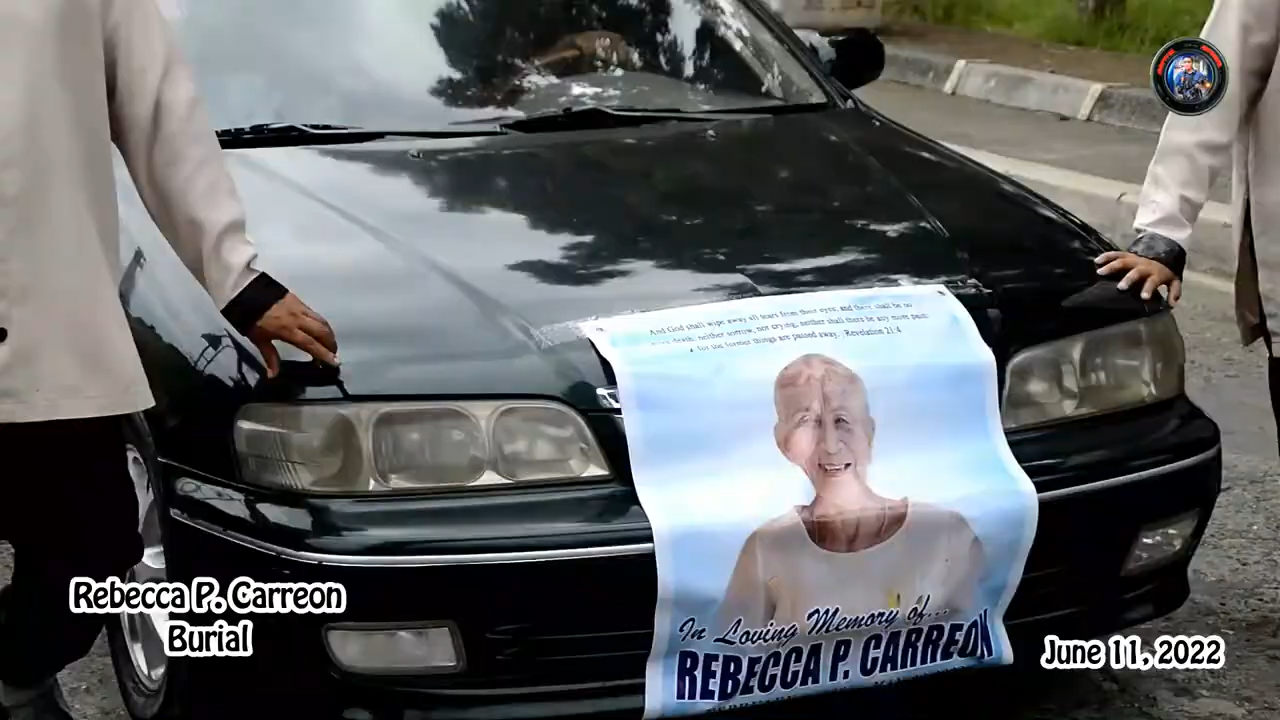 And God shall wipe away all tears from their eyes; and there shall be no
more death, neither sorrow, nor crying, neither shall there be any more pain:
for the former things are passed away. Revelation 21:4
In Loving Memory of...
REBECCA P. CARREON
Rebecca P. Carreon
Burial
June 11, 2022